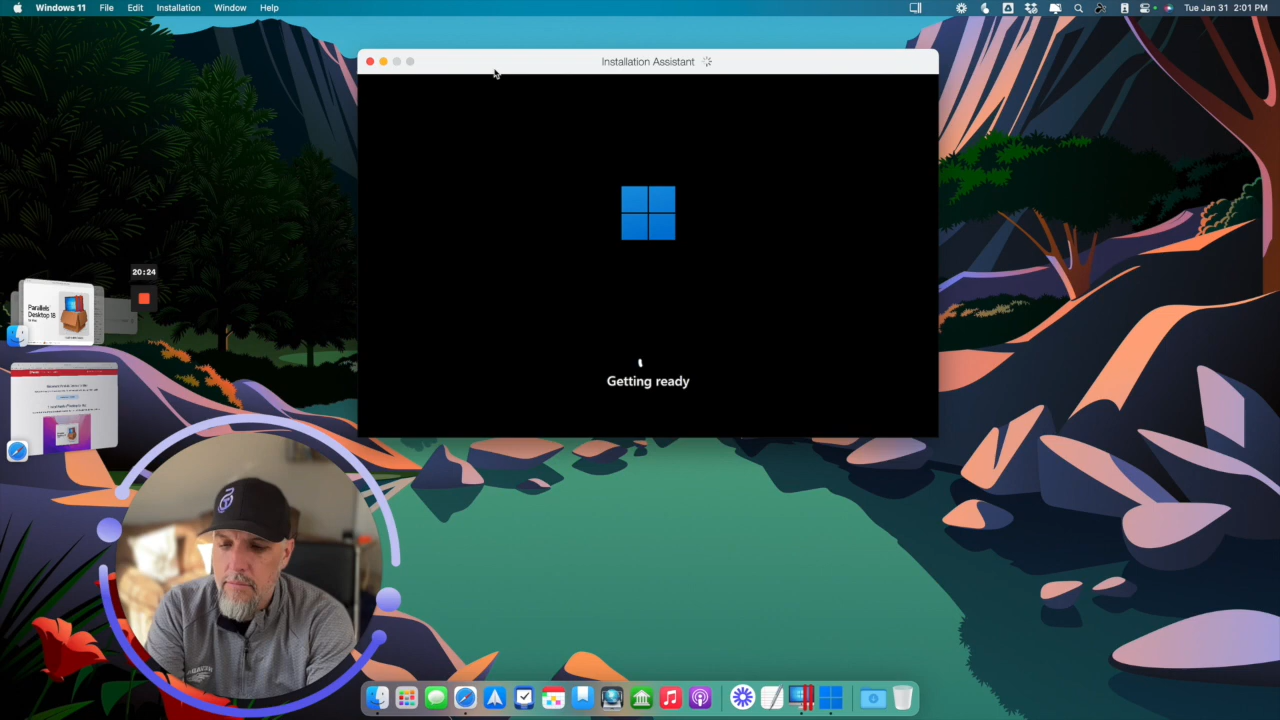 Windows 11 File Edit Installation Window Help Tue Jan 31 2:01 PM
Installation Assistant
20:24
Parallels
Desktop 18
Getting ready